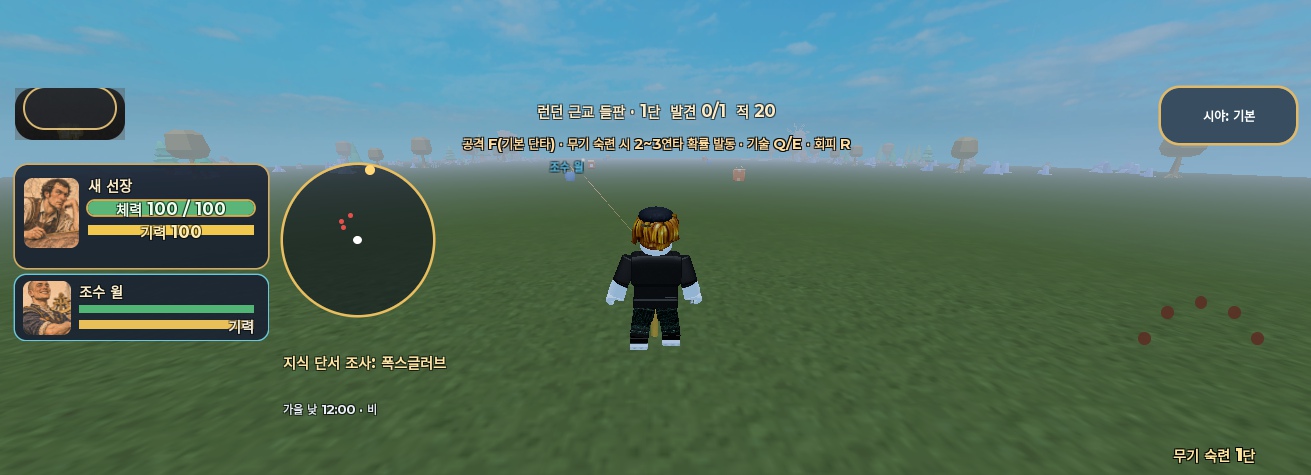 런던 근교 들판 · 1단 발견 0/1 적 20
시야: 기본
공격 F(기본 단타) · 무기 숙련 시 2~3연타 확률 발동 · 기술 Q/E · 회피 R
조수 월
새 선장
체력 100 / 100
기력 100
조수 월
기력
지식 단서 조사: 폭스글러브
가을 낮 12:00 · 비
무기 숙련 1단